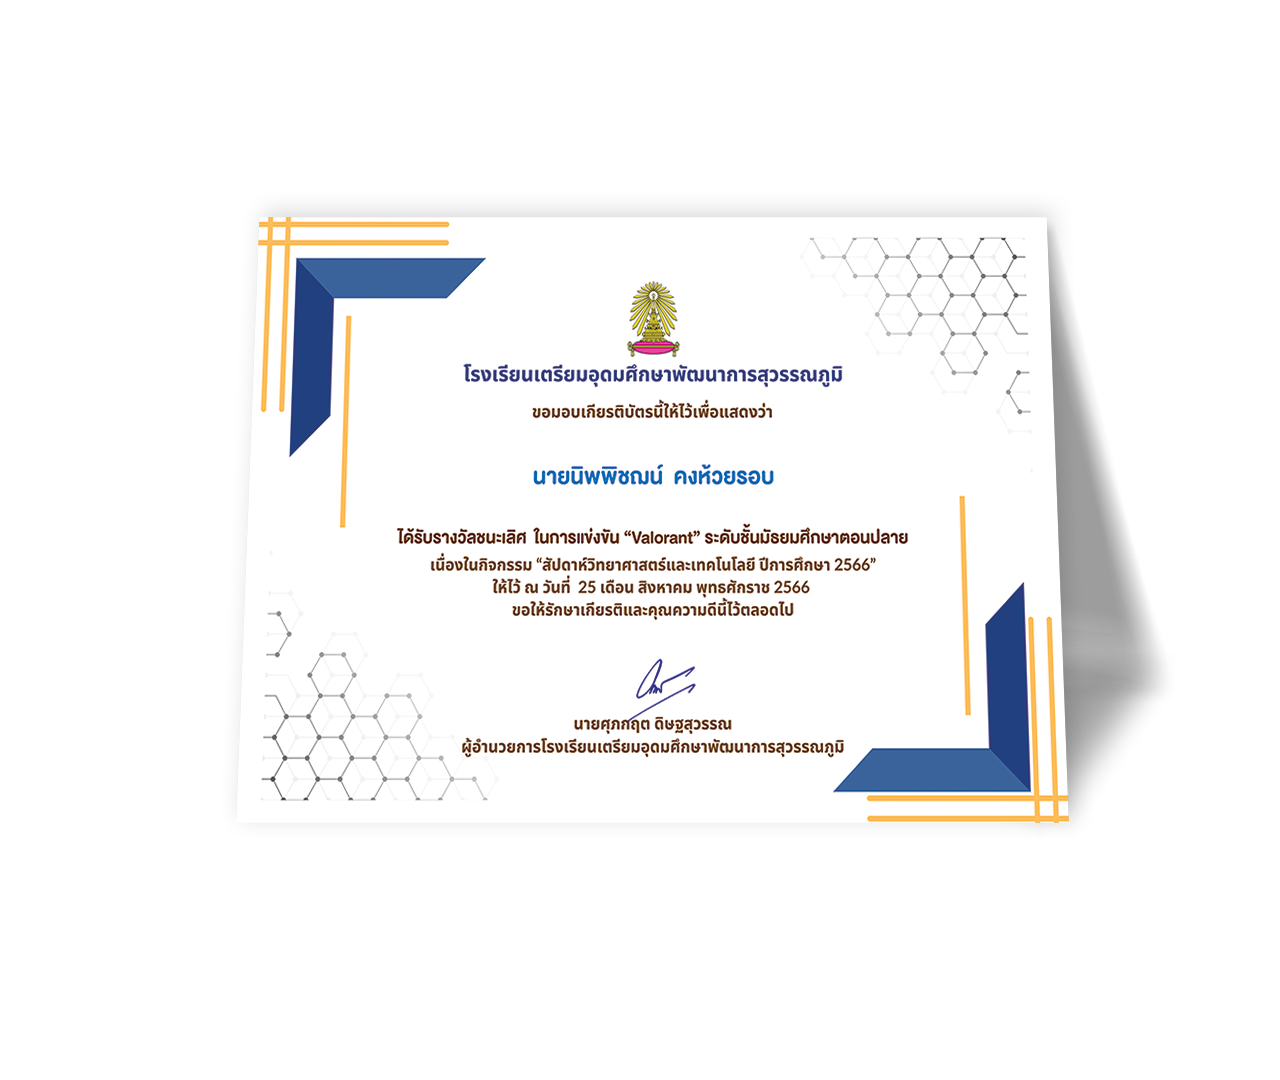 โรงเรียนเตรียมอุดมศึกษาพัฒนาการสุวรรณภูมิ
ขอมอบเกียรติบัตรนี้ให้ไว้เพื่อแสดงว่า
นายนิพพิชฌน์ คงห้วยรอบ
ได้รับรางวัลชนะเลิศ ในการแข่งขัน “Valorant” ระดับชั้นมัธยมศึกษาตอนปลาย
เนื่องในกิจกรรม “สัปดาห์วิทยาศาสตร์และเทคโนโลยี ปีการศึกษา 2566”
ให้ไว้ ณ วันที่ 25 เดือน สิงหาคม พุทธศักราช 2566
ขอให้รักษาเกียรติและคุณความดีนี้ไว้ตลอดไป
นายศุภกฤต ดิษฐสุวรรณ
ผู้อำนวยการโรงเรียนเตรียมอุดมศึกษาพัฒนาการสุวรรณภูมิ